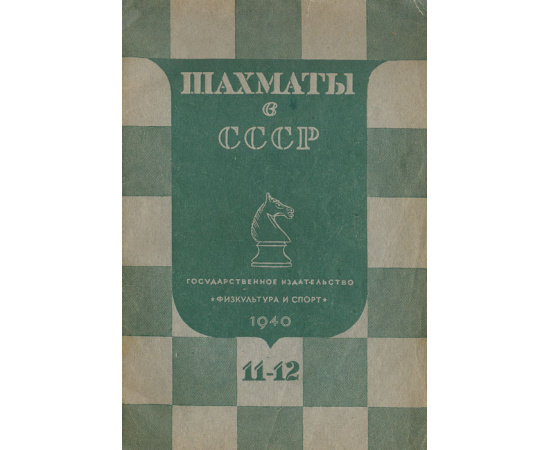 ШАХМАТЫ
в
СССР
ГОСУДАРСТВЕННОЕ ИЗДАТЕЛЬСТВО
•ФИЗКУЛЬТУРА И СПОРТ•
1940
11-12